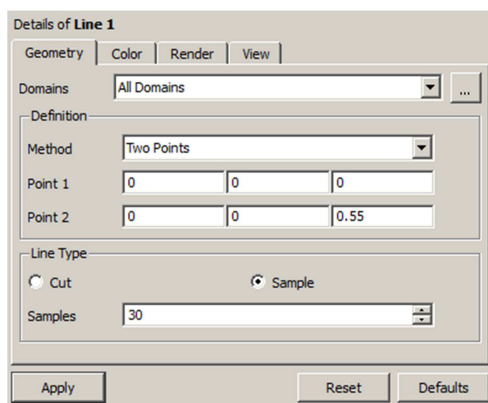 Details of Line 1
Geometry Color Render View
Domains All Domains ...
Definition
Method Two Points
Point 1 0 0 0
Point 2 0 0 0.55
Line Type
Cut Sample
Samples 30
Apply Reset Defaults